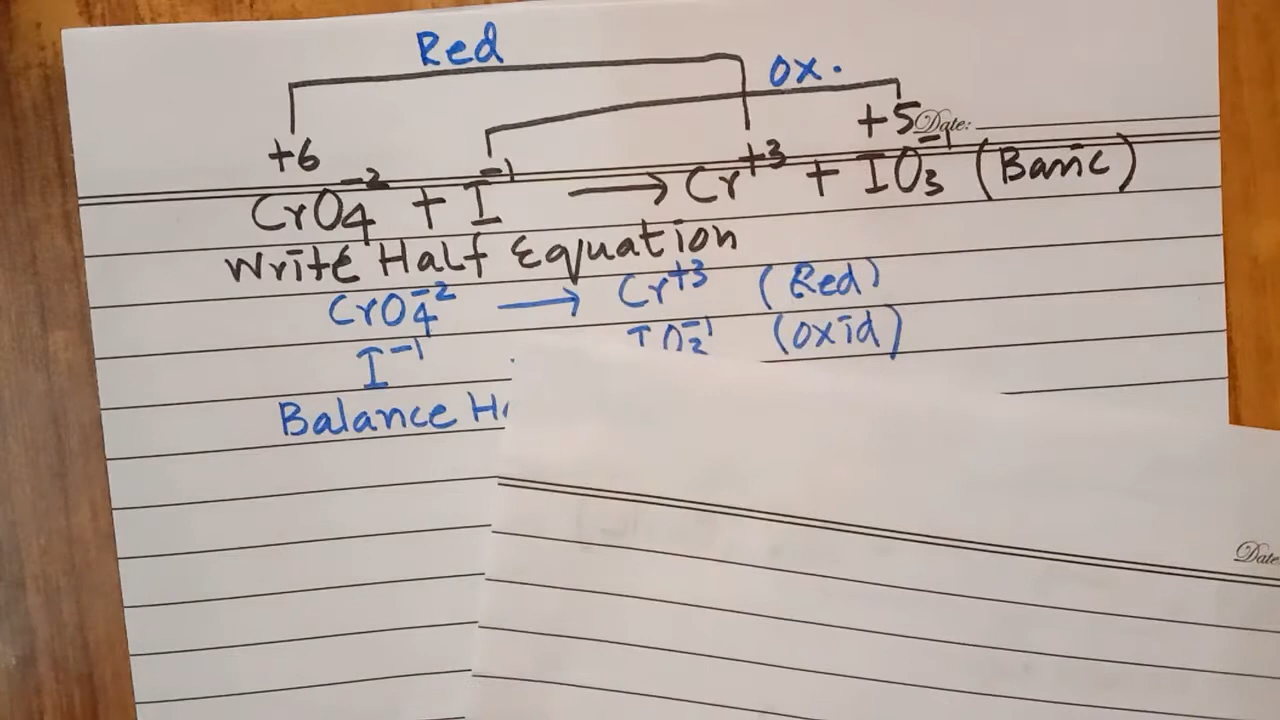 Red
ox.
+6 +5 Date:
CrO4-2 + I-1 → Cr+3 + IO3-1 (Basic)
Write Half Equation
CrO4-2 → Cr+3 (Red)
I-1 IO3-1 (oxid)
Balance
Date